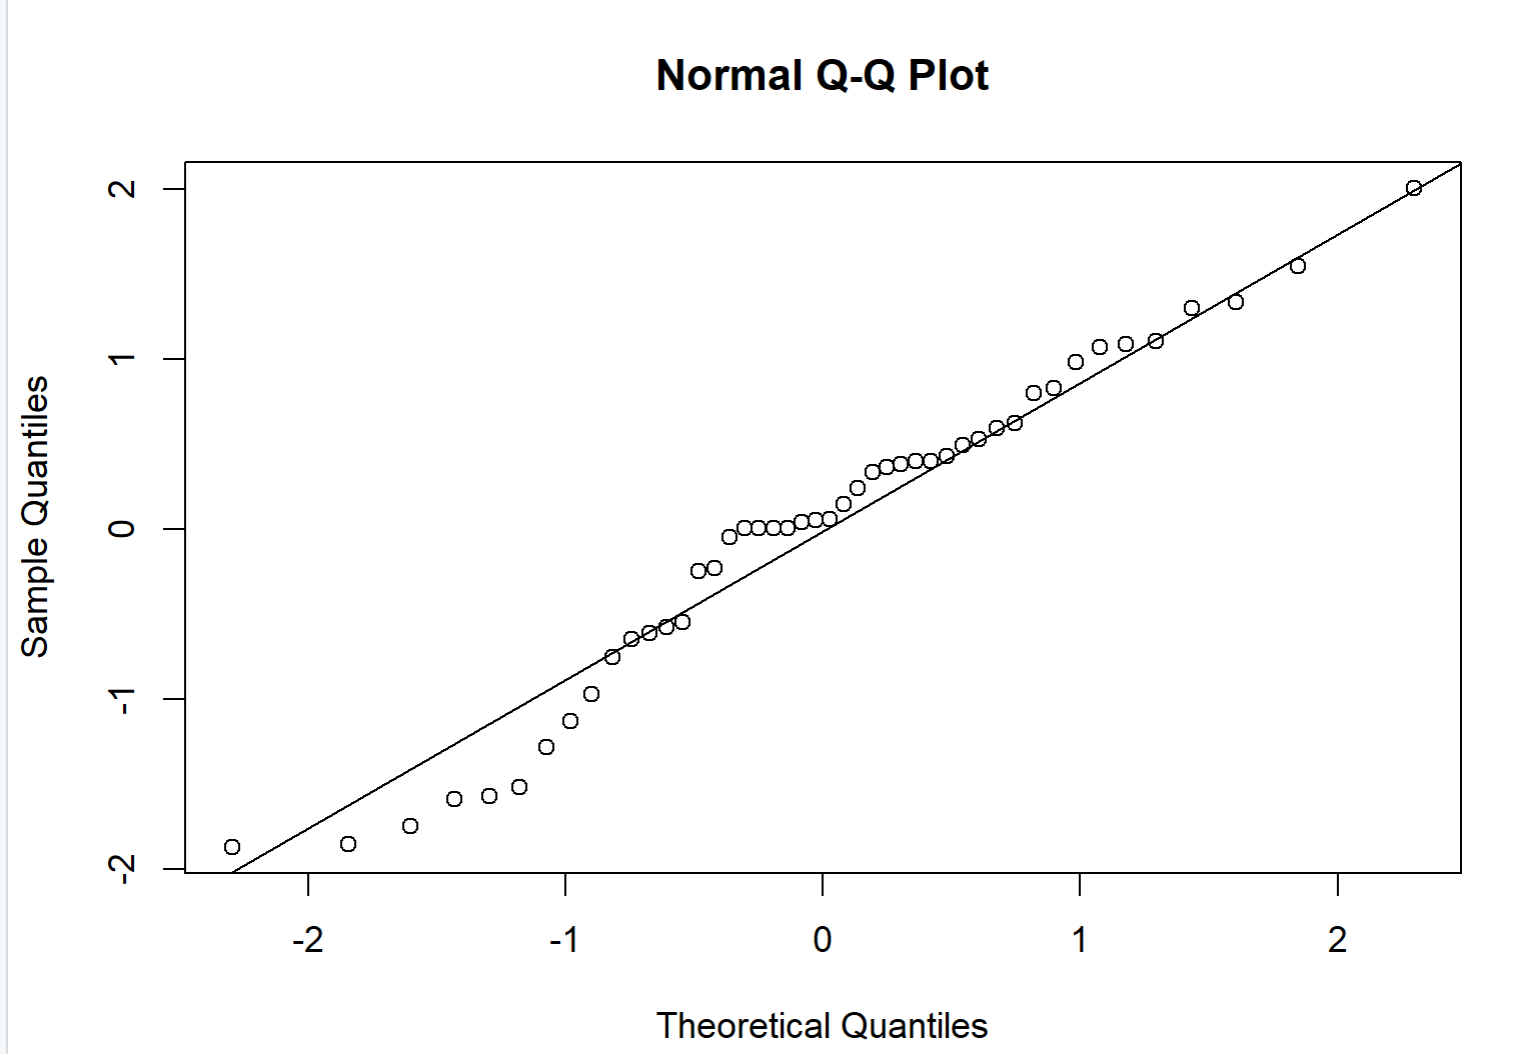 Normal Q-Q Plot
Sample Quantiles
2
1
0
-1
-2
-2 -1 0 1 2
Theoretical Quantiles